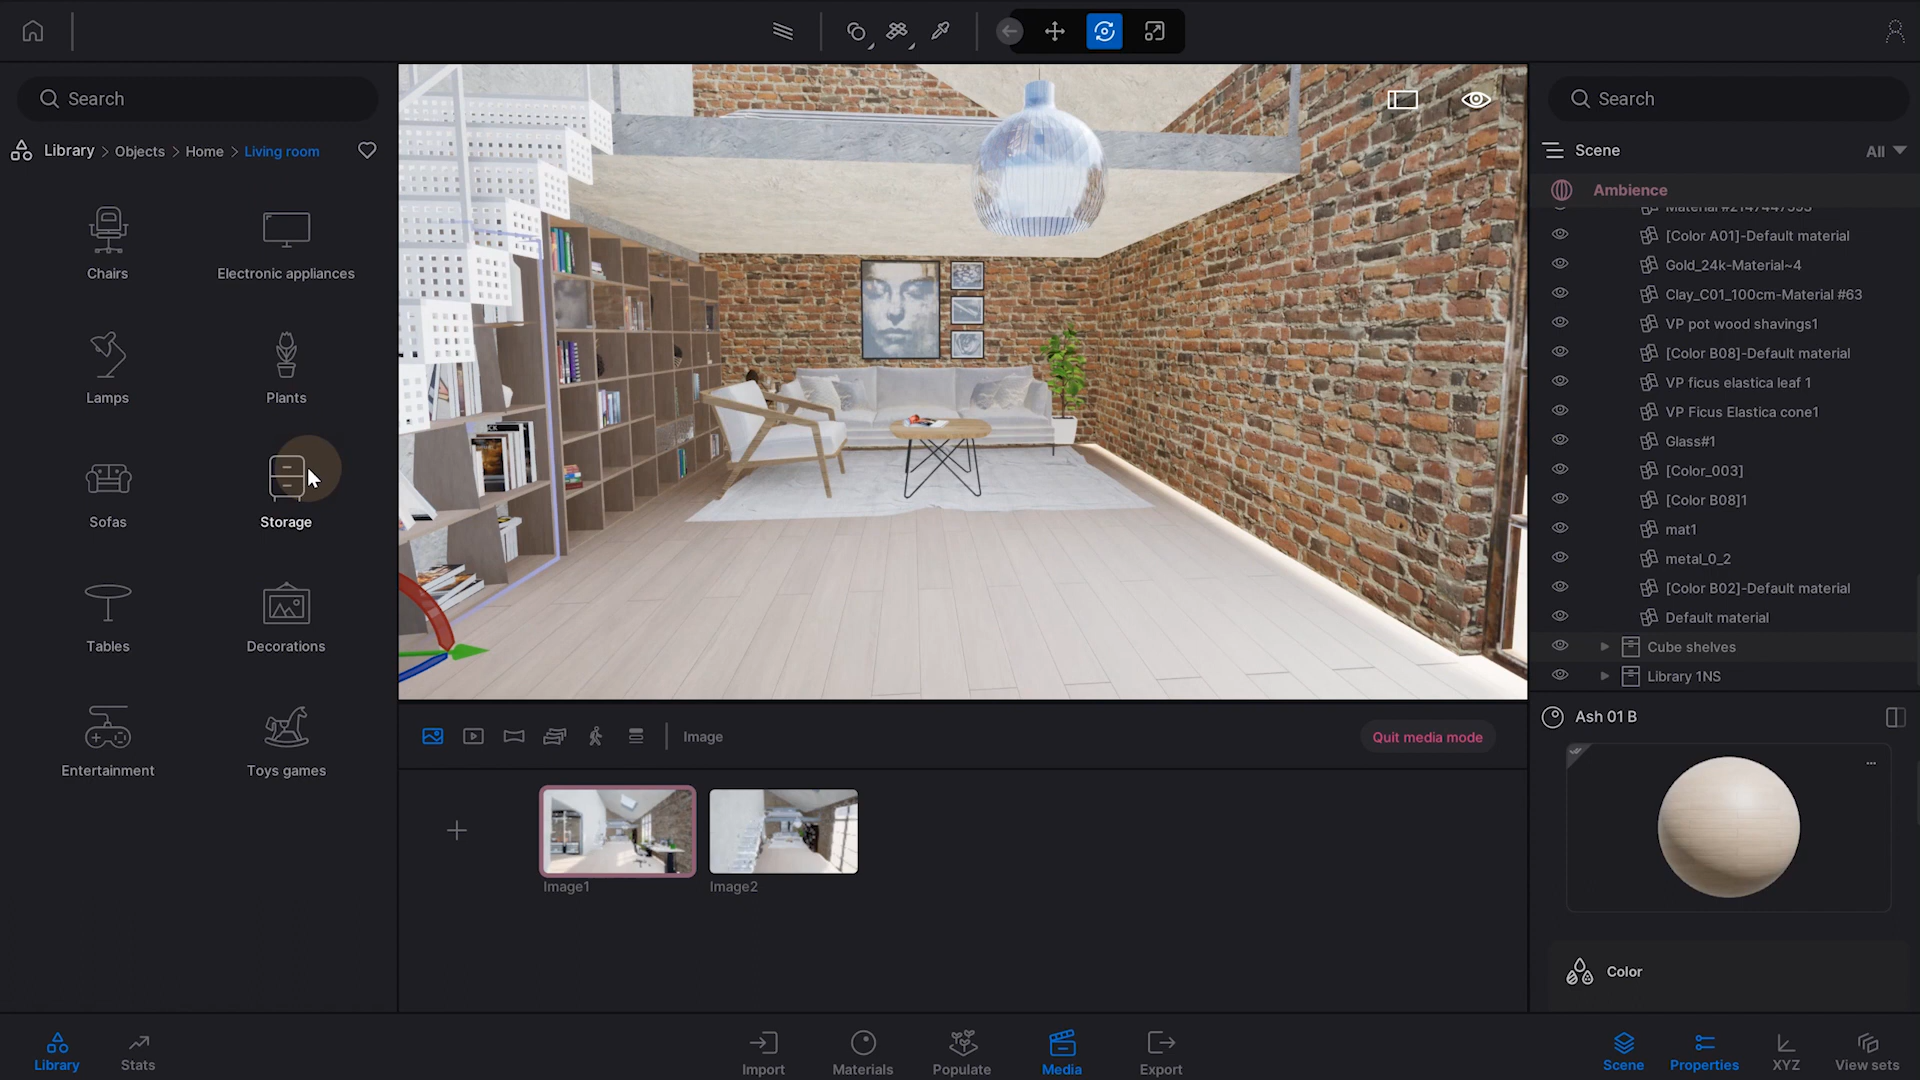 Search
Library > Objects > Home > Living room
Chairs
Electronic appliances
Lamps
Plants
Sofas
Storage
Tables
Decorations
Entertainment
Toys games
Library
Stats
Image
Quit media mode
Image1
Image2
Import
Materials
Populate
Media
Export
Search
Scene
All
Ambience
Material #2147447393
[Color A01]-Default material
Gold_24k-Material~4
Clay_C01_100cm-Material #63
VP pot wood shavings1
[Color B08]-Default material
VP ficus elastica leaf 1
VP Ficus Elastica cone1
Glass#1
[Color_003]
[Color B08]1
mat1
metal_0_2
[Color B02]-Default material
Default material
Cube shelves
Library 1NS
Ash 01 B
Color
Scene
Properties
XYZ
View sets